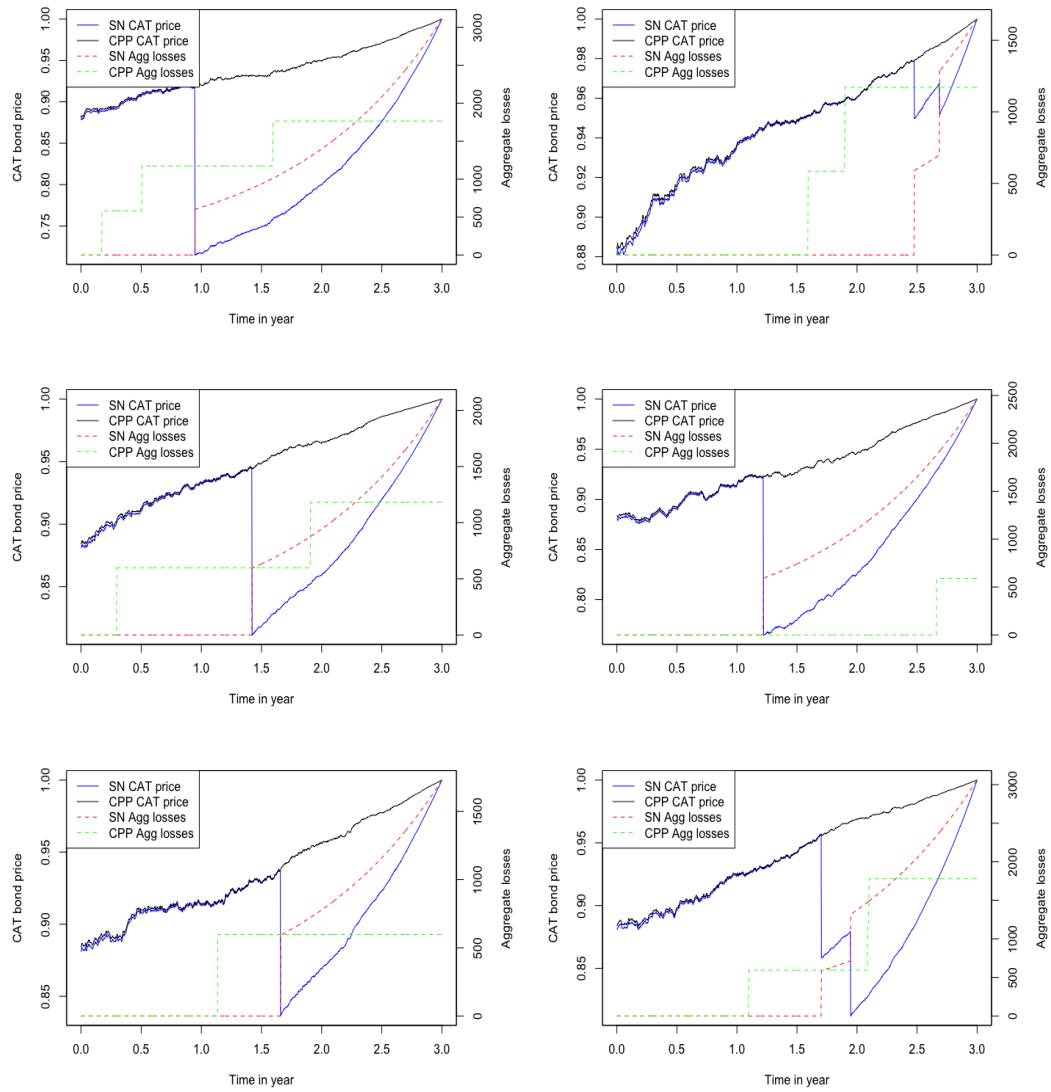 SN CAT price
CPP CAT price
SN Agg losses
CPP Agg losses
CAT bond price
0.75 0.80 0.85 0.90 0.95 1.00
0 500 1000 1500 2000 3000
Aggregate losses
0.0 0.5 1.0 1.5 2.0 2.5 3.0
Time in year
SN CAT price
CPP CAT price
SN Agg losses
CPP Agg losses
CAT bond price
0.88 0.90 0.92 0.94 0.96 0.98 1.00
0 500 1000 1500
Aggregate losses
0.0 0.5 1.0 1.5 2.0 2.5 3.0
Time in year
SN CAT price
CPP CAT price
SN Agg losses
CPP Agg losses
CAT bond price
0.85 0.90 0.95 1.00
0 500 1000 1500 2000
Aggregate losses
0.0 0.5 1.0 1.5 2.0 2.5 3.0
Time in year
SN CAT price
CPP CAT price
SN Agg losses
CPP Agg losses
CAT bond price
0.80 0.85 0.90 0.95 1.00
0 500 1000 1500 2000 2500
Aggregate losses
0.0 0.5 1.0 1.5 2.0 2.5 3.0
Time in year
SN CAT price
CPP CAT price
SN Agg losses
CPP Agg losses
CAT bond price
0.85 0.90 0.95 1.00
0 500 1000 1500
Aggregate losses
0.0 0.5 1.0 1.5 2.0 2.5 3.0
Time in year
SN CAT price
CPP CAT price
SN Agg losses
CPP Agg losses
CAT bond price
0.85 0.90 0.95 1.00
0 500 1000 2000 3000
Aggregate losses
0.0 0.5 1.0 1.5 2.0 2.5 3.0
Time in year